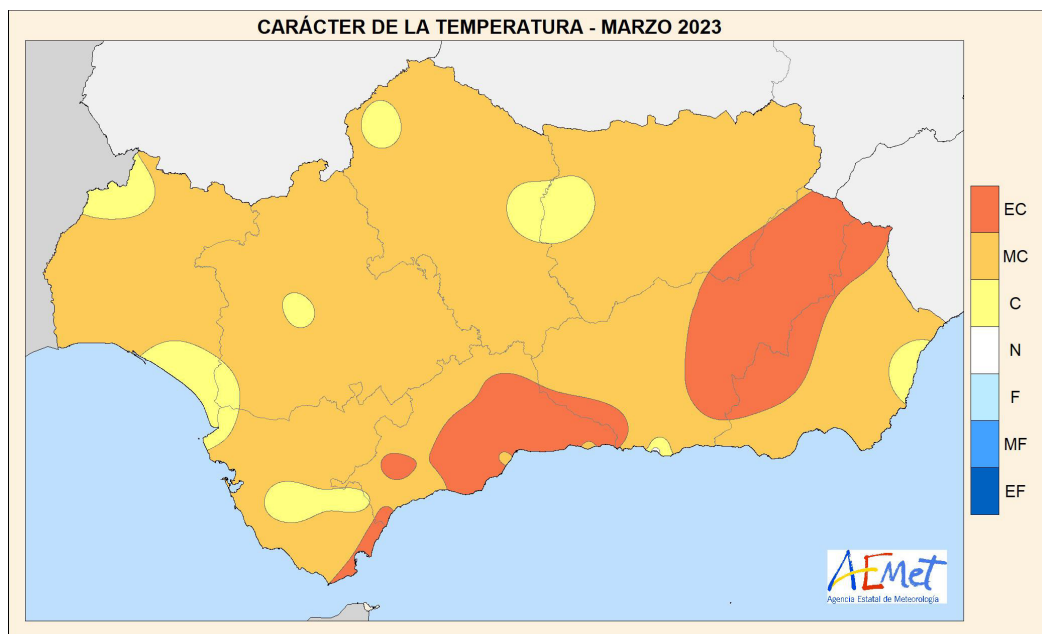 CARÁCTER DE LA TEMPERATURA - MARZO 2023
EC
MC
C
N
F
MF
EF
AEMet
Agencia Estatal de Meteorología